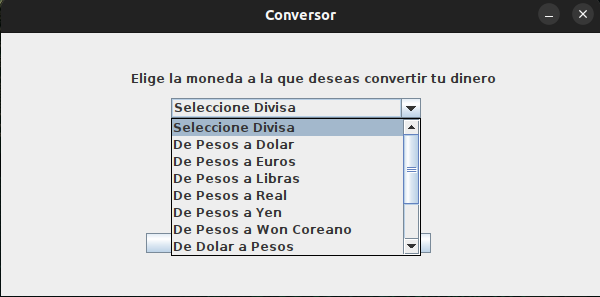 Conversor
Elige la moneda a la que deseas convertir tu dinero
Seleccione Divisa
Seleccione Divisa
De Pesos a Dolar
De Pesos a Euros
De Pesos a Libras
De Pesos a Real
De Pesos a Yen
De Pesos a Won Coreano
De Dolar a Pesos